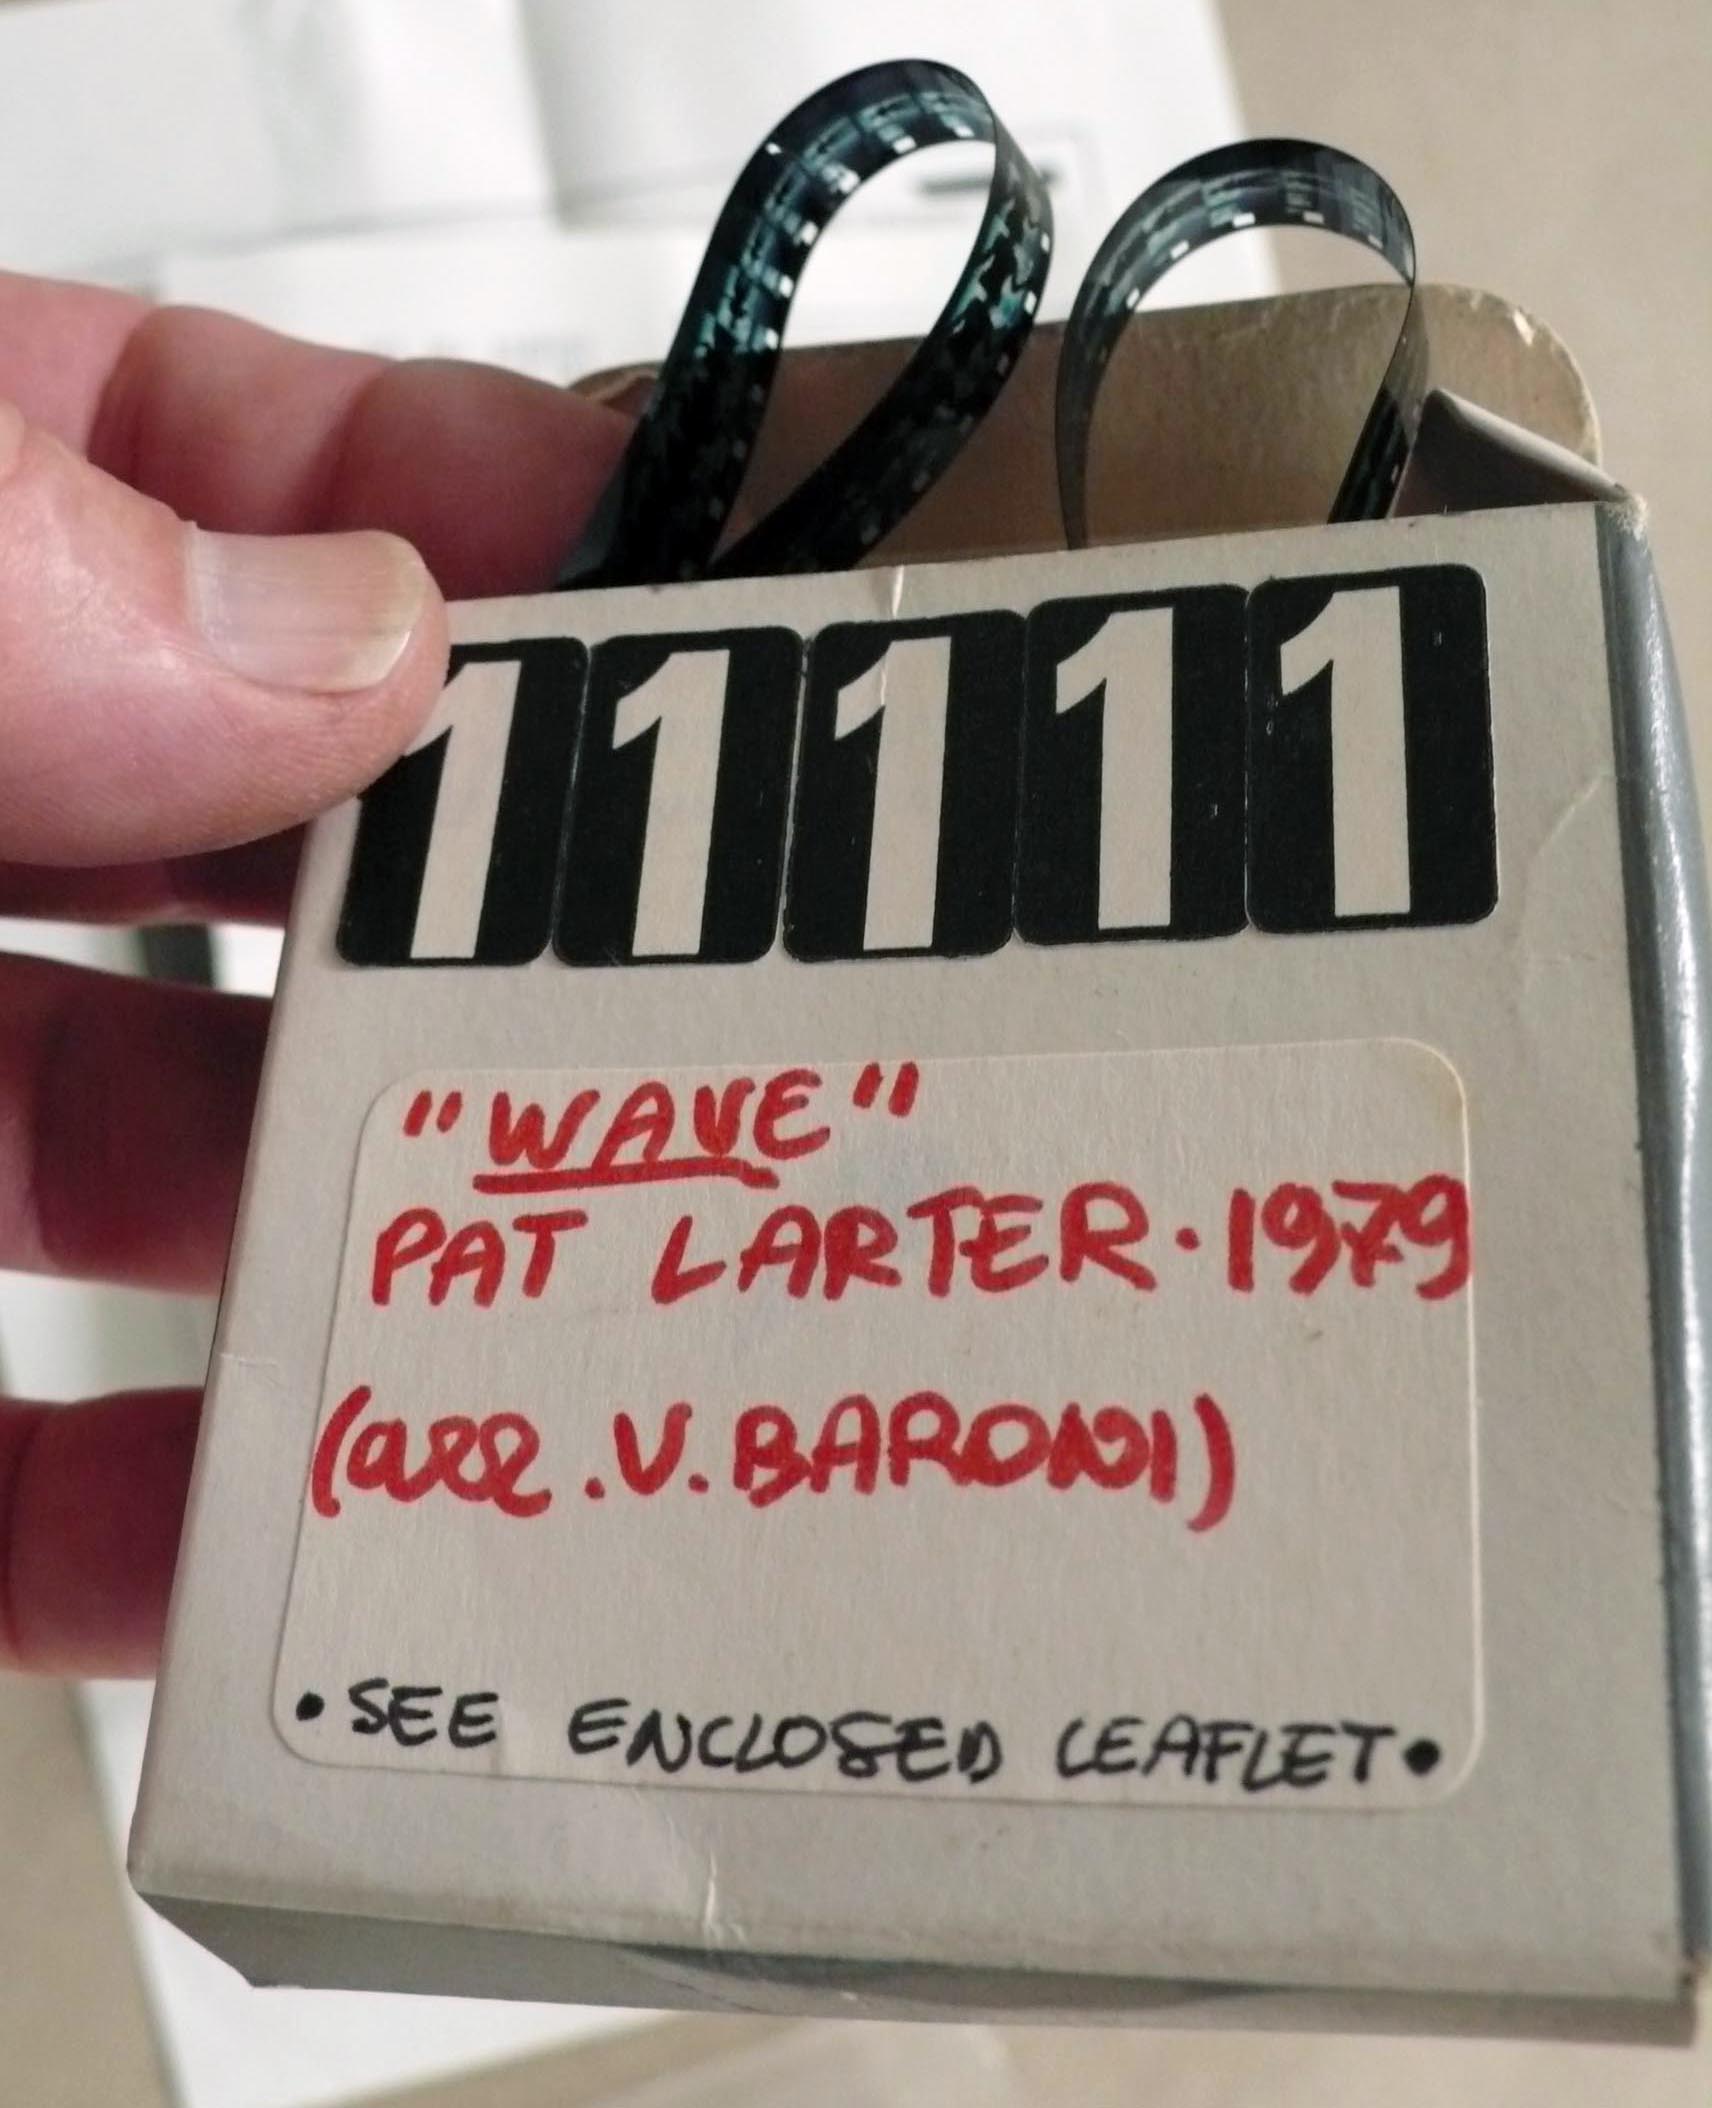 11111
"WAVE"
PAT LARTER · 1979
(arr. V. BARONI)
• SEE ENCLOSED LEAFLET •